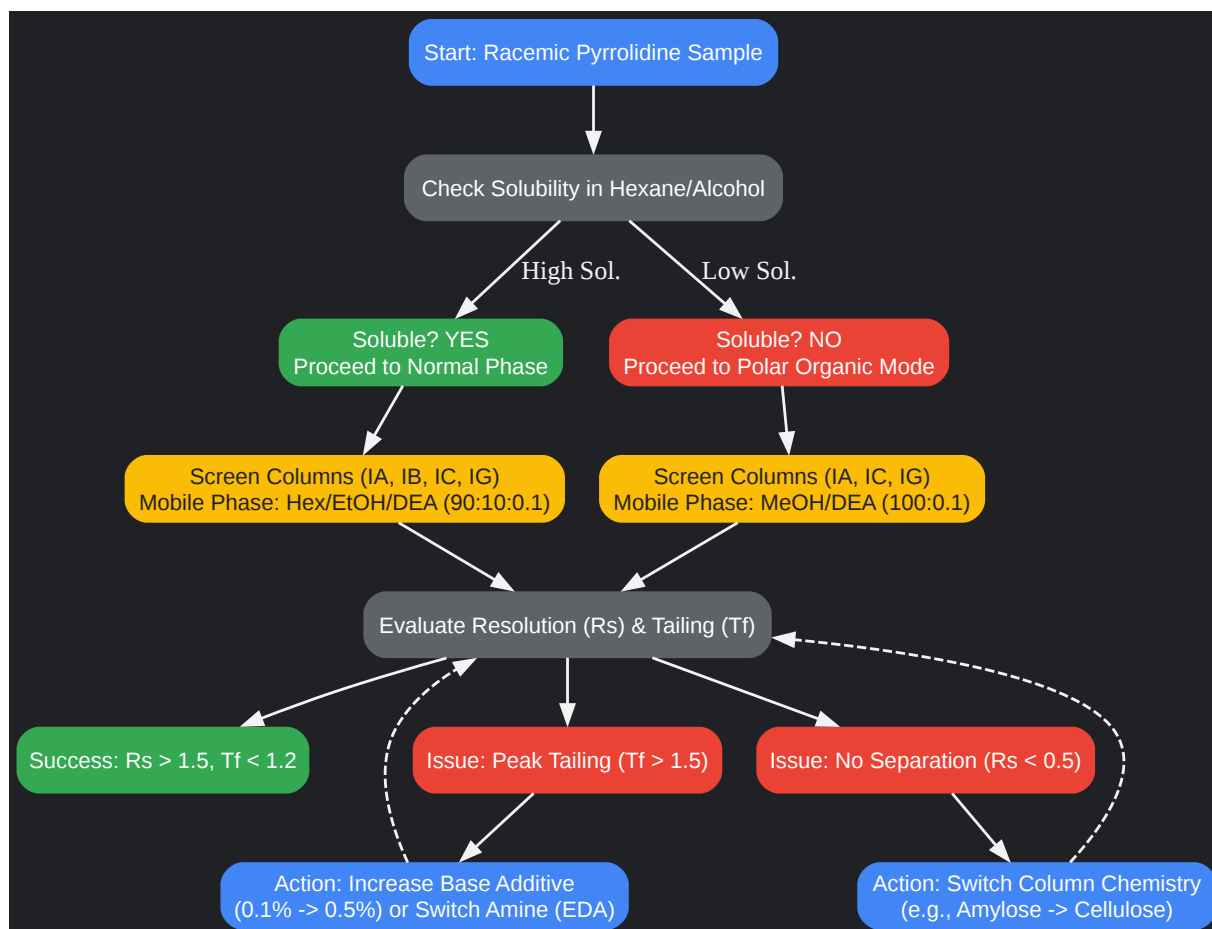 Start: Racemic Pyrrolidine Sample
Check Solubility in Hexane/Alcohol
High Sol.
Low Sol.
Soluble? YES
Proceed to Normal Phase
Soluble? NO
Proceed to Polar Organic Mode
Screen Columns (IA, IB, IC, IG)
Mobile Phase: Hex/EtOH/DEA (90:10:0.1)
Screen Columns (IA, IC, IG)
Mobile Phase: MeOH/DEA (100:0.1)
Evaluate Resolution (Rs) & Tailing (Tf)
Success: Rs > 1.5, Tf < 1.2
Issue: Peak Tailing (Tf > 1.5)
Issue: No Separation (Rs < 0.5)
Action: Increase Base Additive
(0.1% -> 0.5%) or Switch Amine (EDA)
Action: Switch Column Chemistry
(e.g., Amylose -> Cellulose)